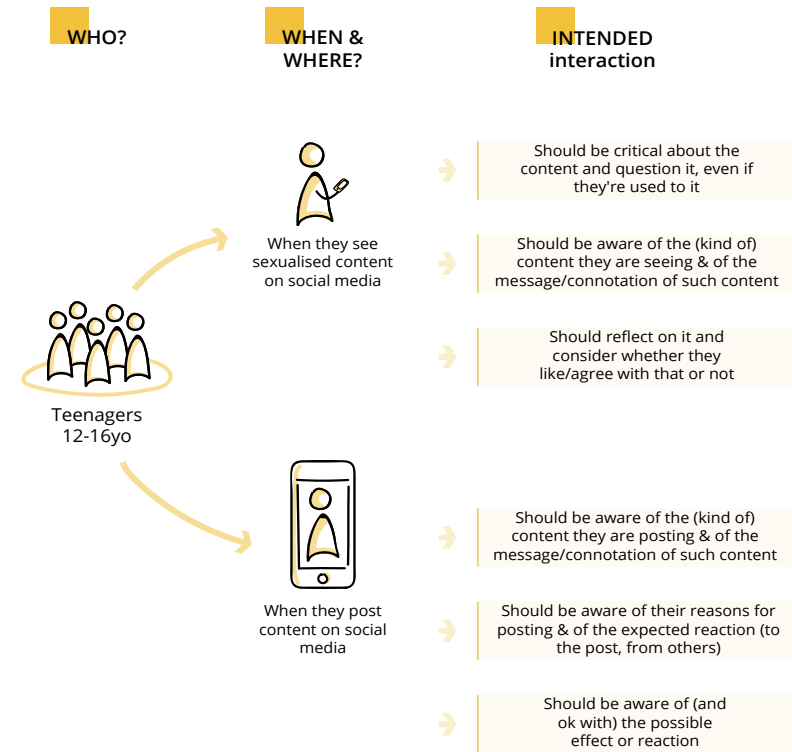 WHO?
WHEN &
WHERE?
INTENDED
interaction
When they see
sexualised content
on social media
Should be critical about the
content and question it, even if
they're used to it
Should be aware of the (kind of)
content they are seeing & of the
message/connotation of such content
Should reflect on it and
consider whether they
like/agree with that or not
Teenagers
12-16yo
When they post
content on social
media
Should be aware of the (kind of)
content they are posting & of the
message/connotation of such content
Should be aware of their reasons for
posting & of the expected reaction (to
the post, from others)
Should be aware of (and
ok with) the possible
effect or reaction